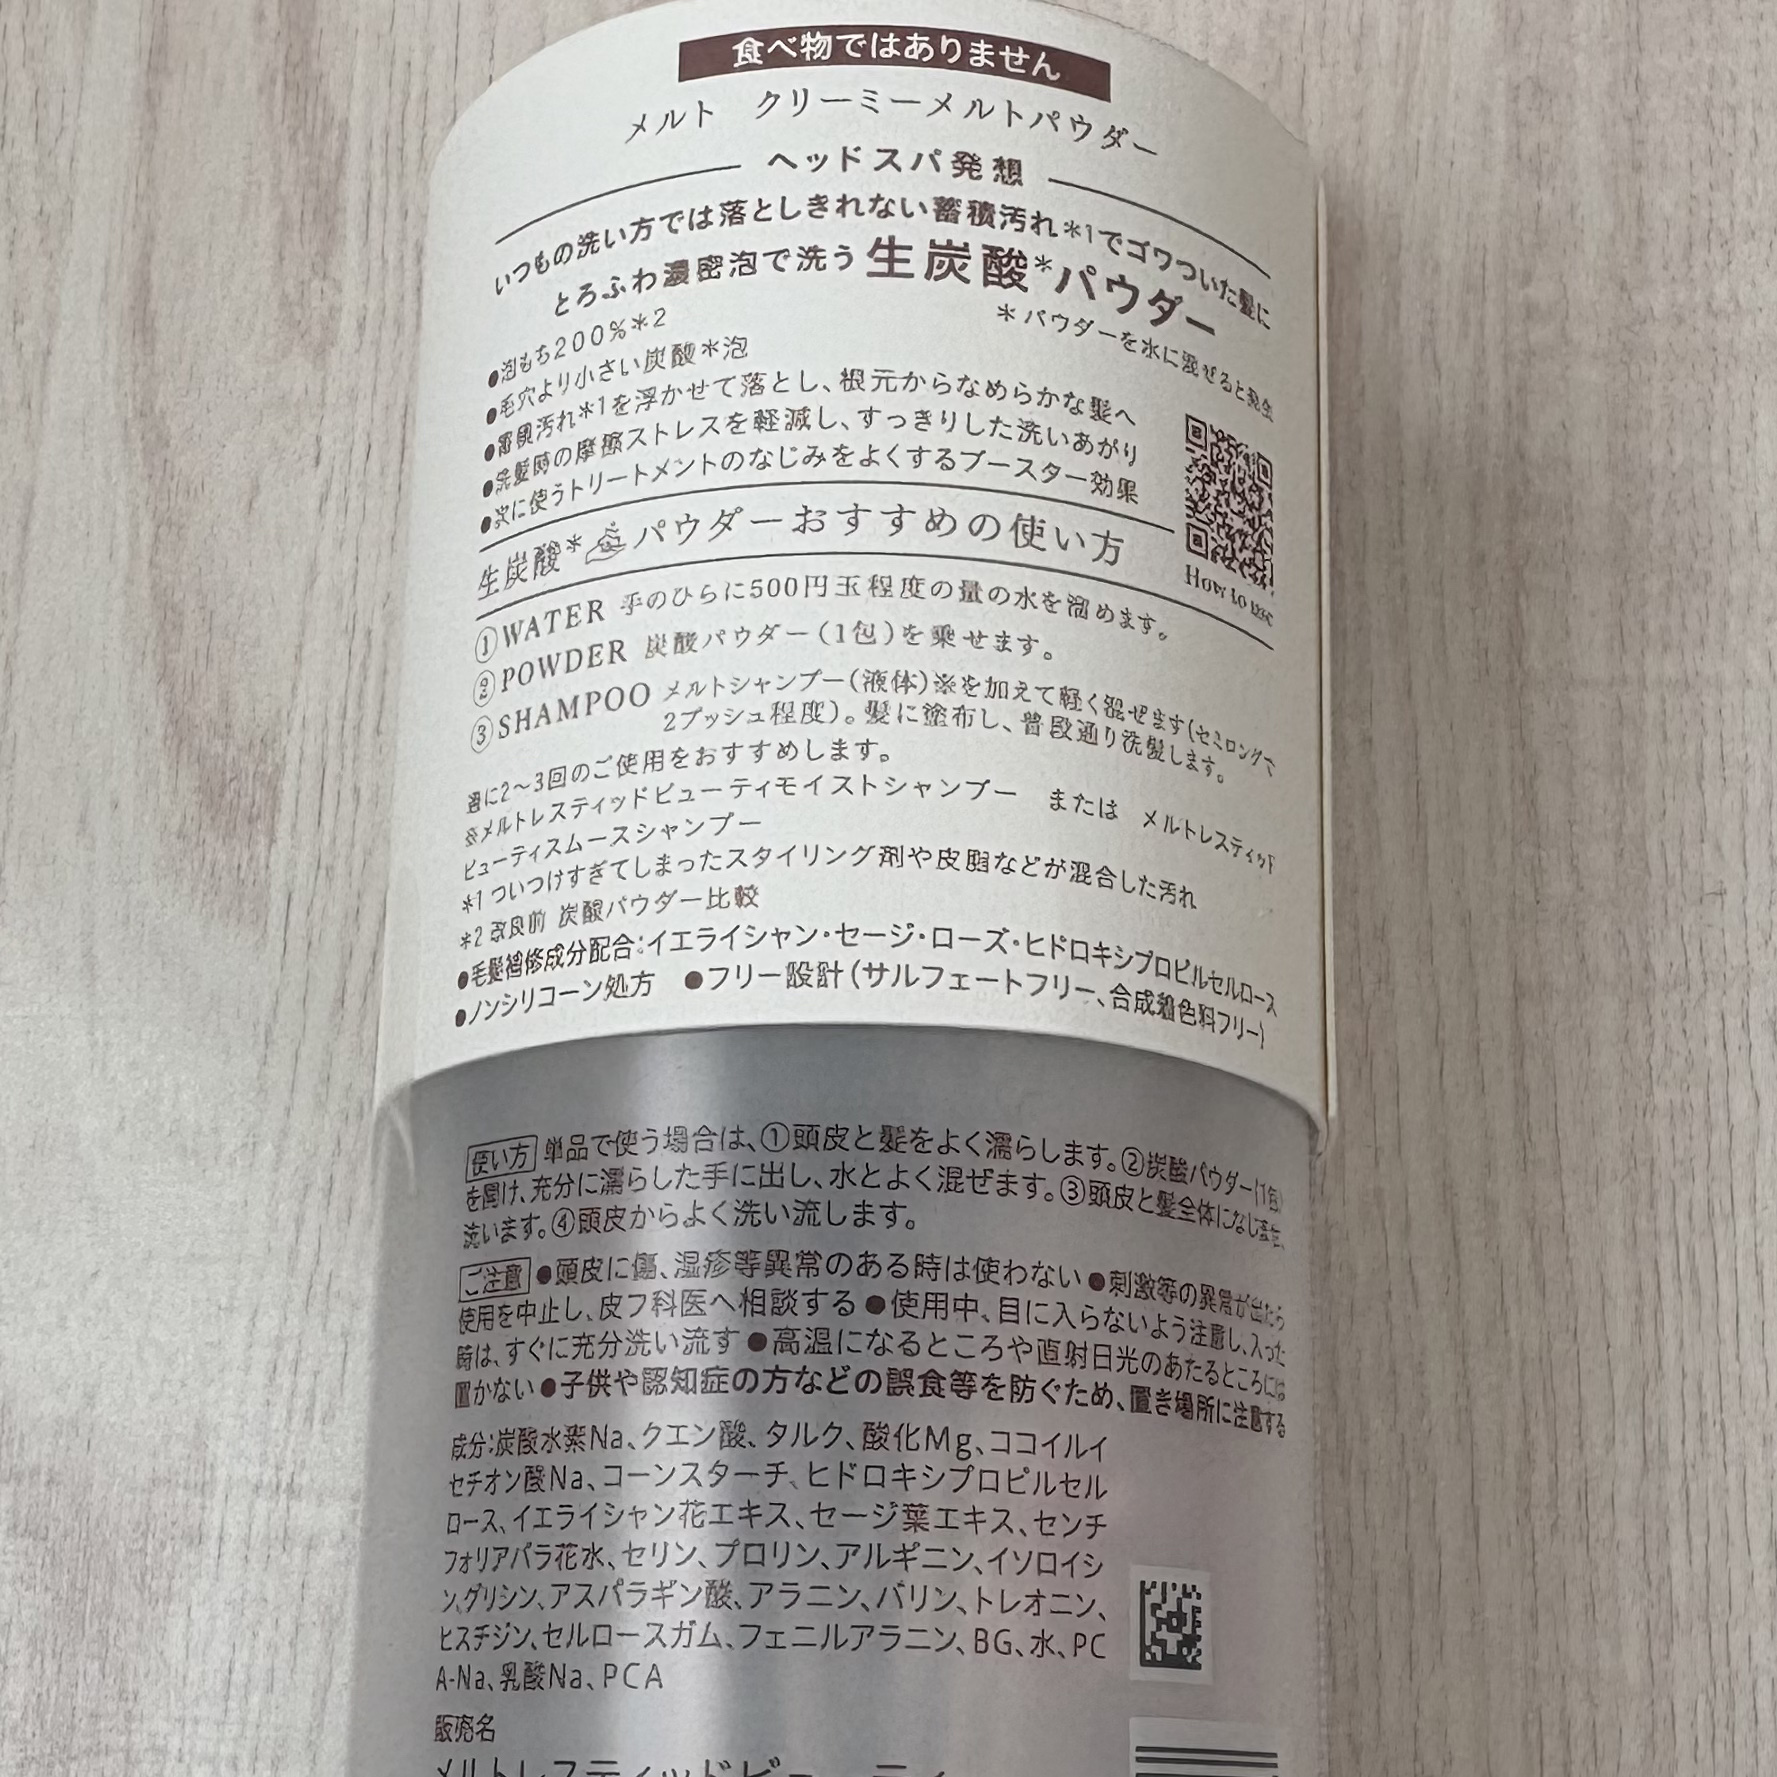 食べ物ではありません
メルト クリーミーメルトパウダー
ヘッドスパ発想
いつもの洗い方では落としきれない蓄積汚れ*1でゴワついた髪に
とろふわ濃密泡で洗う生炭酸*パウダー
*パウダーを水に混ぜると発生
●泡もち200%*2
●毛穴より小さい炭酸*泡
●蓄積汚れ*1を浮かせて落とし、根元からなめらかな髪へ
●洗髪時の摩擦ストレスを軽減し、すっきりした洗いあがり
●次に使うトリートメントのなじみをよくするブースター効果
How to use
生炭酸*パウダーおすすめの使い方
①WATER 手のひらに500円玉程度の量の水を溜めます。
②POWDER 炭酸パウダー(1包)を乗せます。
③SHAMPOO メルトシャンプー(液体)※を加えて軽く混ぜます(セミロングで
2プッシュ程度)。髪に塗布し、普段通り洗髪します。
週に2〜3回のご使用をおすすめします。
※メルトレスティッドビューティモイストシャンプー または メルトレスティッド
ビューティスムースシャンプー
*1 ついつけすぎてしまったスタイリング剤や皮脂などが混合した汚れ
*2 改良前 炭酸パウダー比較
●毛髪補修成分配合:イエライシャン・セージ・ローズ・ヒドロキシプロピルセルロース
●ノンシリコーン処方 ●フリー設計(サルフェートフリー、合成着色料フリー)
使い方 単品で使う場合は、①頭皮と髪をよく濡らします。②炭酸パウダー(1包)
を開け、充分に濡らした手に出し、水とよく混ぜます。③頭皮と髪全体になじませ、
洗います。④頭皮からよく洗い流します。
ご注意 ●頭皮に傷、湿疹等異常のある時は使わない●刺激等の異常が出たら
使用を中止し、皮フ科医へ相談する●使用中、目に入らないよう注意し、入った
時は、すぐに充分洗い流す●高温になるところや直射日光のあたるところには
置かない●子供や認知症の方などの誤食等を防ぐため、置き場所に注意する
成分:炭酸水素Na、クエン酸、タルク、酸化Mg、ココイルイ
セチオン酸Na、コーンスターチ、ヒドロキシプロピルセル
ロース、イエライシャン花エキス、セージ葉エキス、センチ
フォリアバラ花水、セリン、プロリン、アルギニン、イソロイシ
ン、グリシン、アスパラギン酸、アラニン、バリン、トレオニン、
ヒスチジン、セルロースガム、フェニルアラニン、BG、水、PC
A-Na、乳酸Na、PCA
販売名
メルトレスティッドビューティ